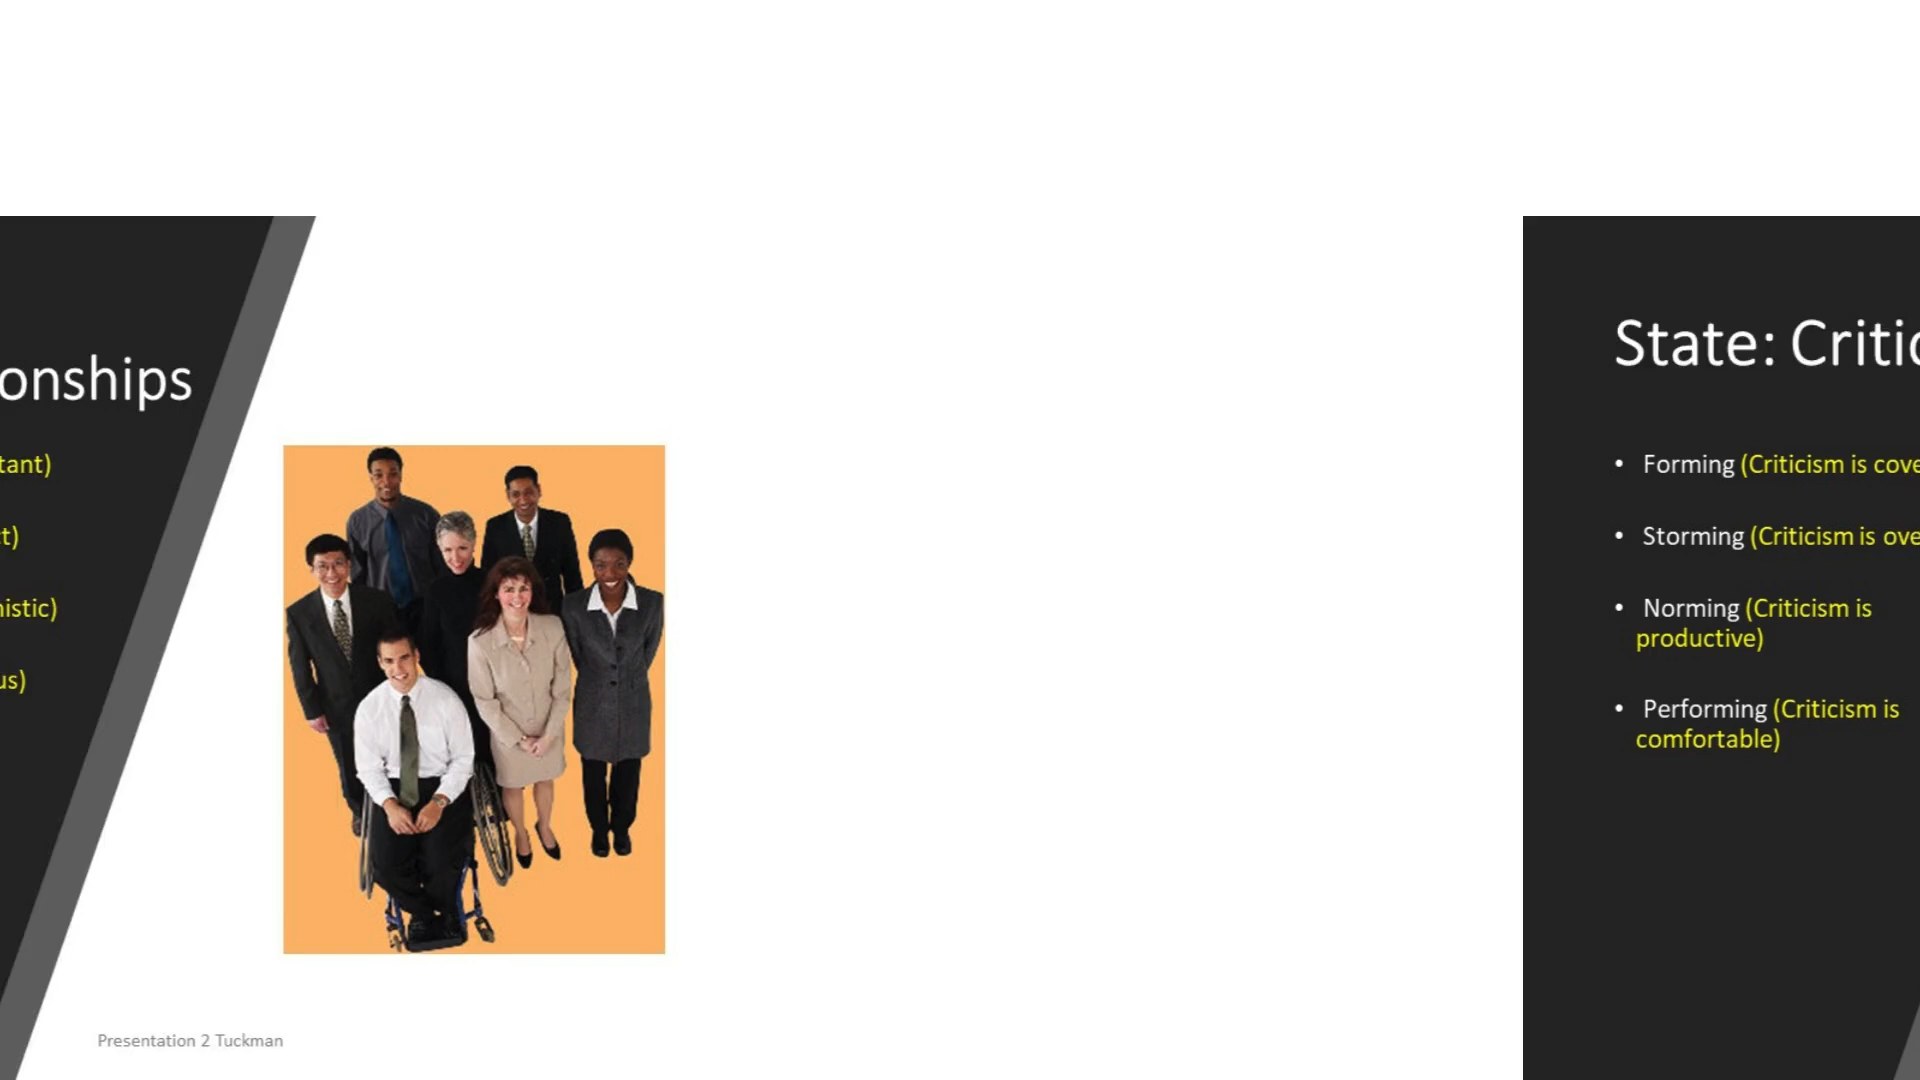 onships
tant)
t)
istic)
us)
Presentation 2 Tuckman
State: Critic
• Forming (Criticism is cove
• Storming (Criticism is ove
• Norming (Criticism is
productive)
• Performing (Criticism is
comfortable)